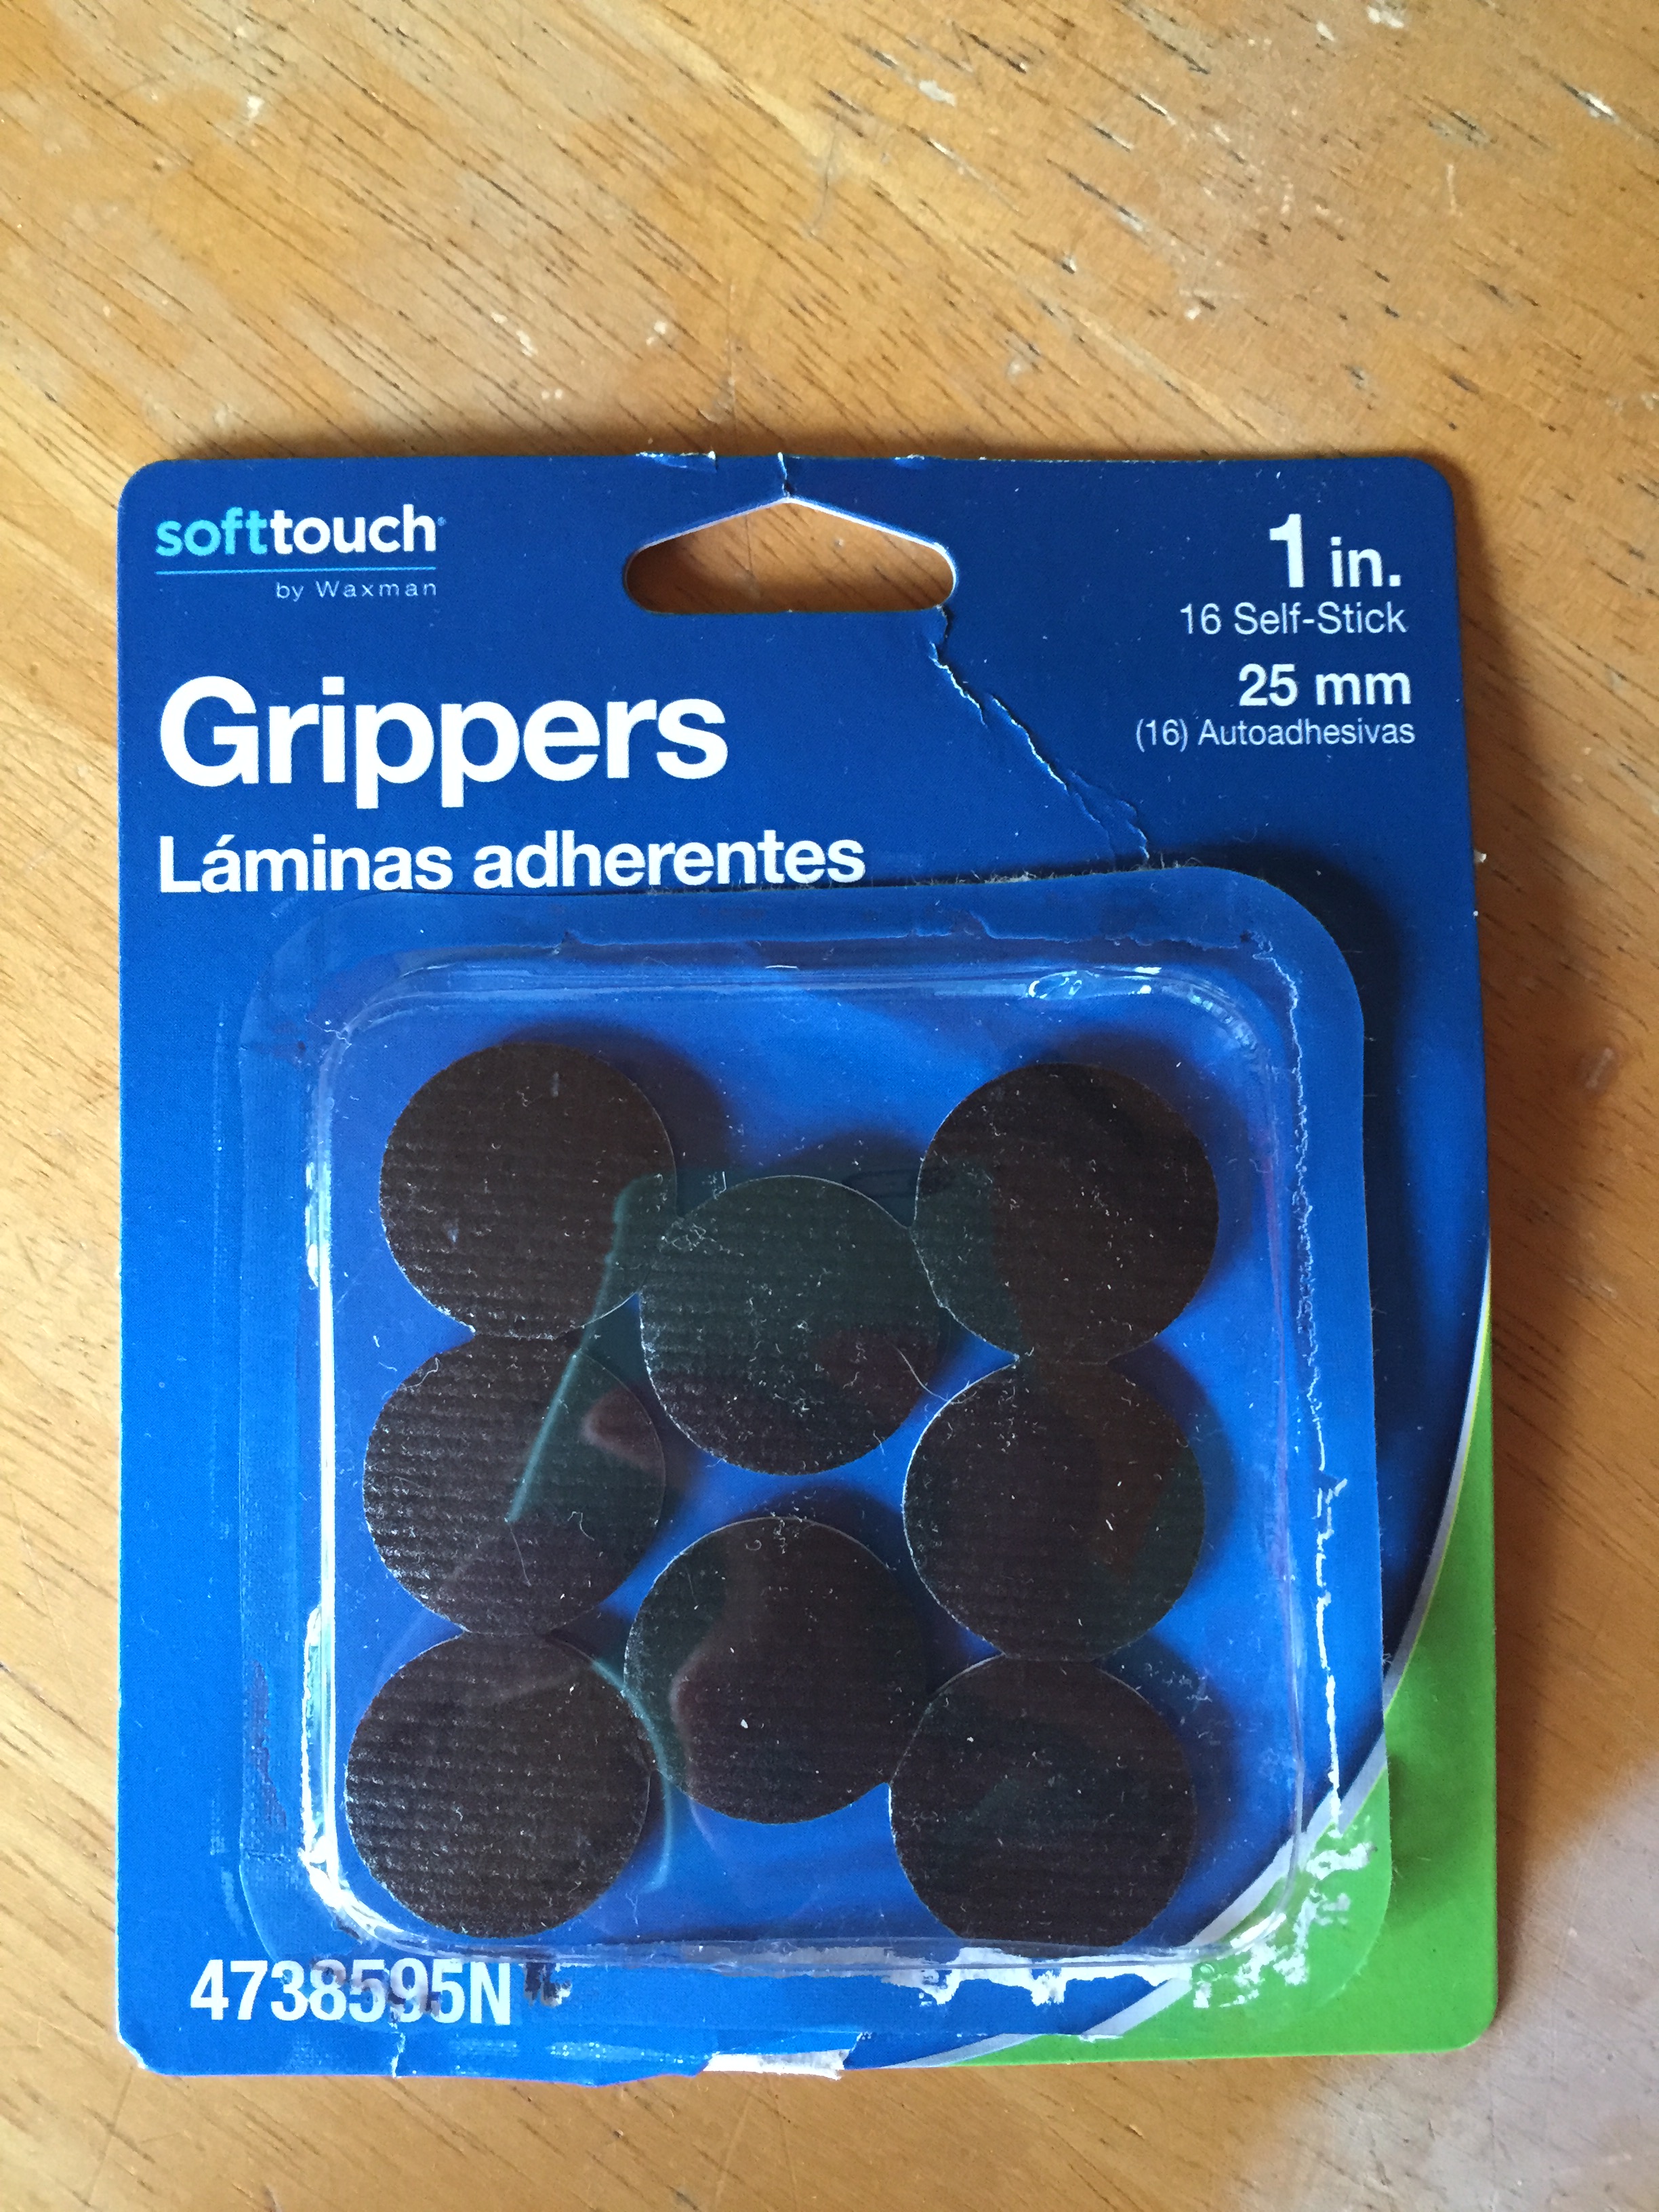 softtouch®
by Waxman
1 in.
16 Self-Stick
25 mm
(16) Autoadhesivas
Grippers
Láminas adherentes
4738595N